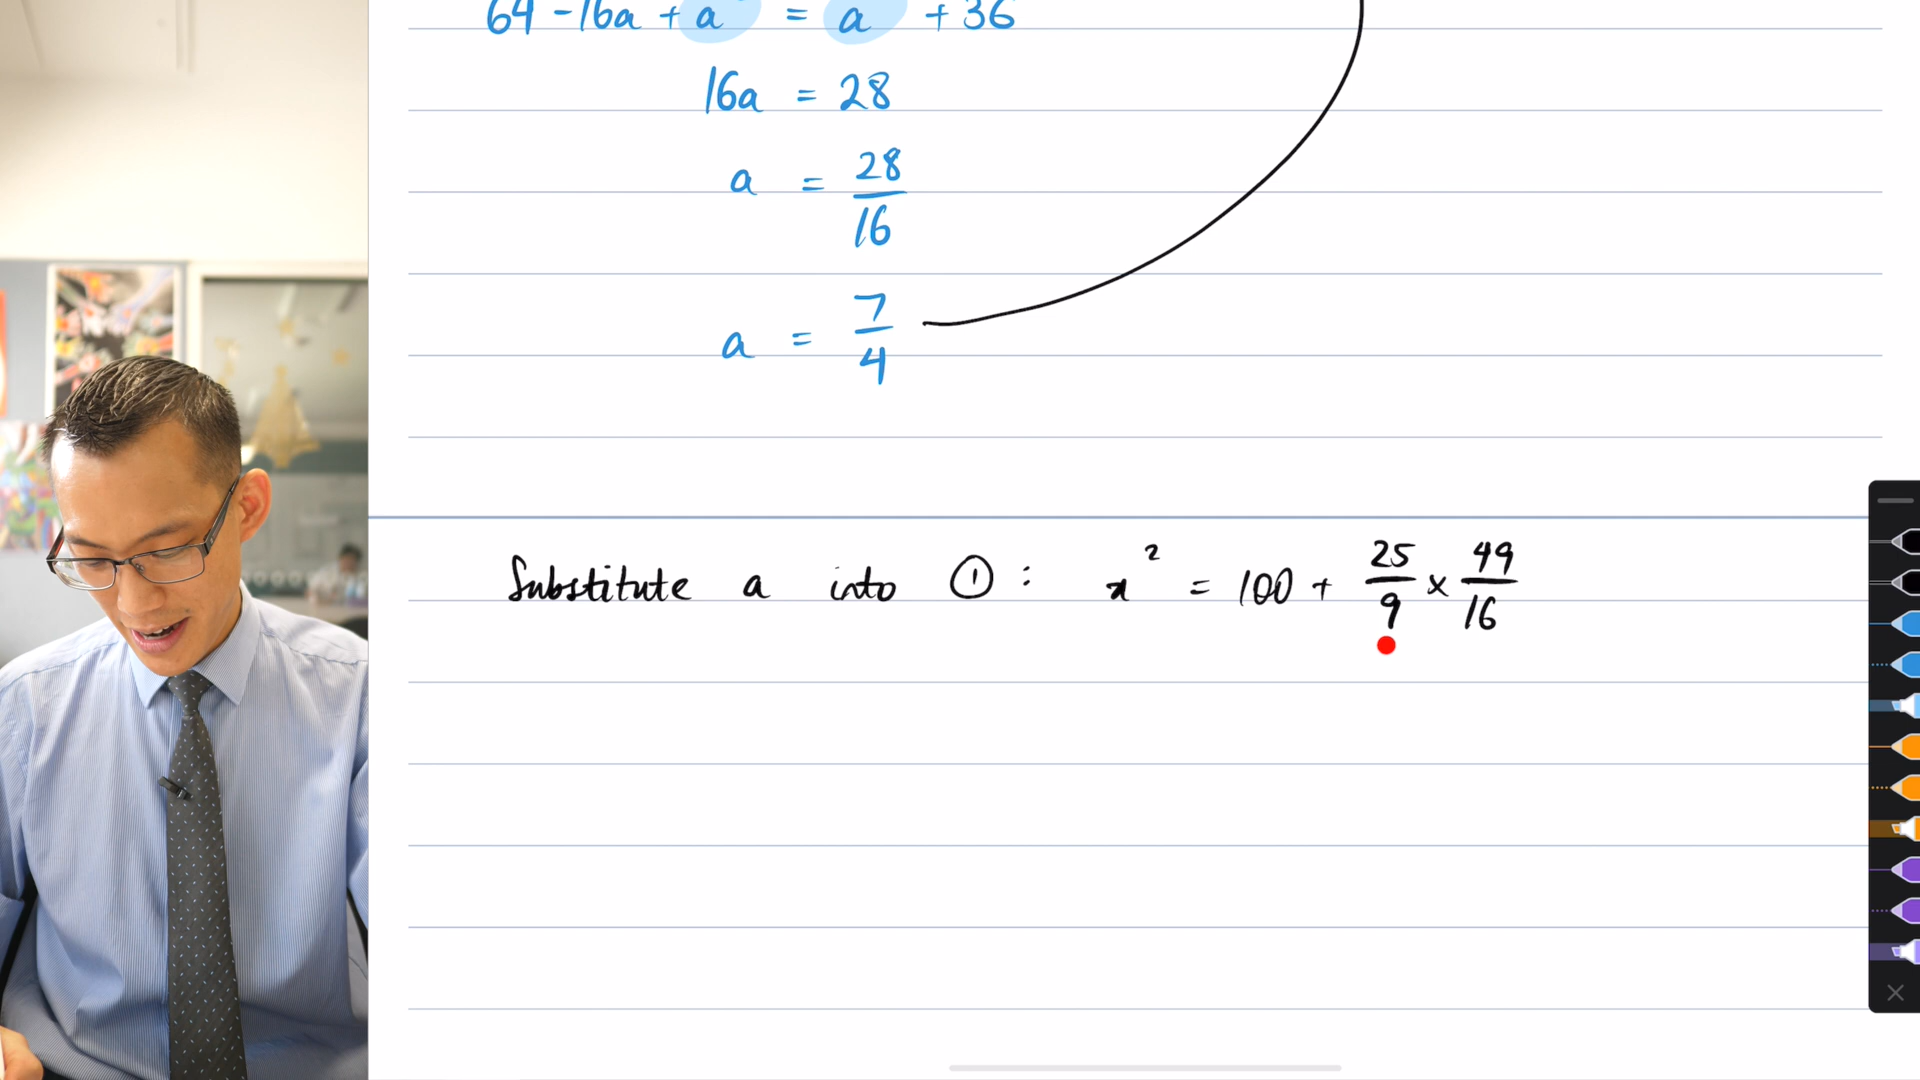 64 - 16a + a² = a² + 36
16a = 28
a = 28/16
a = 7/4
Substitute a into ① : x² = 100 + 25/9 × 49/16